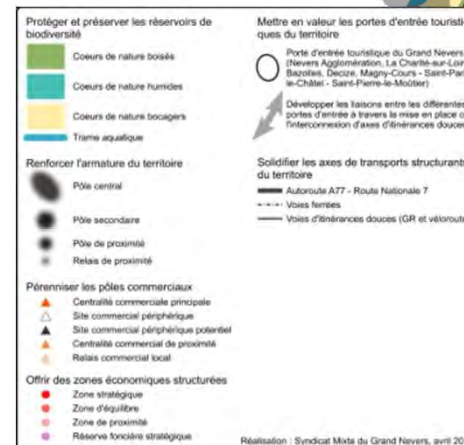 Protéger et préserver les réservoirs de
biodiversité
Coeurs de nature boisés
Coeurs de nature humides
Coeurs de nature bocagers
Trame aquatique
Renforcer l'armature du territoire
Pôle central
Pôle secondaire
Pôle de proximité
Relais de proximité
Pérenniser les pôles commerciaux
Centralité commerciale principale
Site commercial périphérique
Site commercial périphérique potentiel
Centralité commercial de proximité
Relais commercial local
Offrir des zones économiques structurées
Zone stratégique
Zone d'équilibre
Zone de proximité
Réserve foncière stratégique
Mettre en valeur les portes d'entrée touristi
ques du territoire
Porte d'entrée touristique du Grand Nevers
(Nevers Agglomération, La Charité-sur-Loir
Bazolles, Decize, Magny-Cours - Saint-Par
le-Châtel - Saint-Pierre-le-Moûtier)
Développer les liaisons entre les différentes
portes d'entrée à travers la mise en place o
l'interconnexion d'axes d'itinérances douces
Solidifier les axes de transports structurants
du territoire
Autoroute A77 - Route Nationale 7
Voies ferrées
Voies d'itinérances douces (GR et véloroute
Réalisation : Syndicat Mixte du Grand Nevers, avril 20